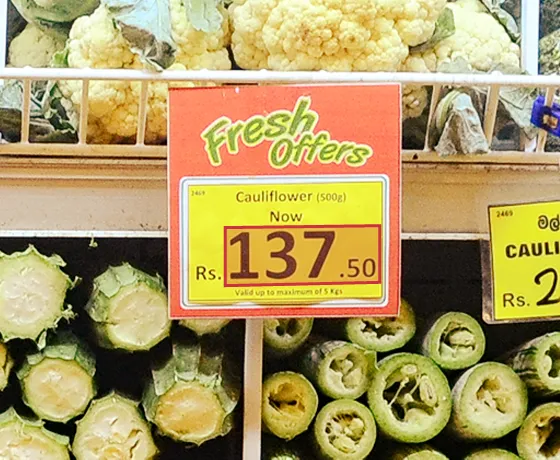 Fresh
Offers
2469
Cauliflower (500g)
Now
Rs. 137.50
Valid up to maximum of 5 Kgs
2469
CAULI
Rs. 2